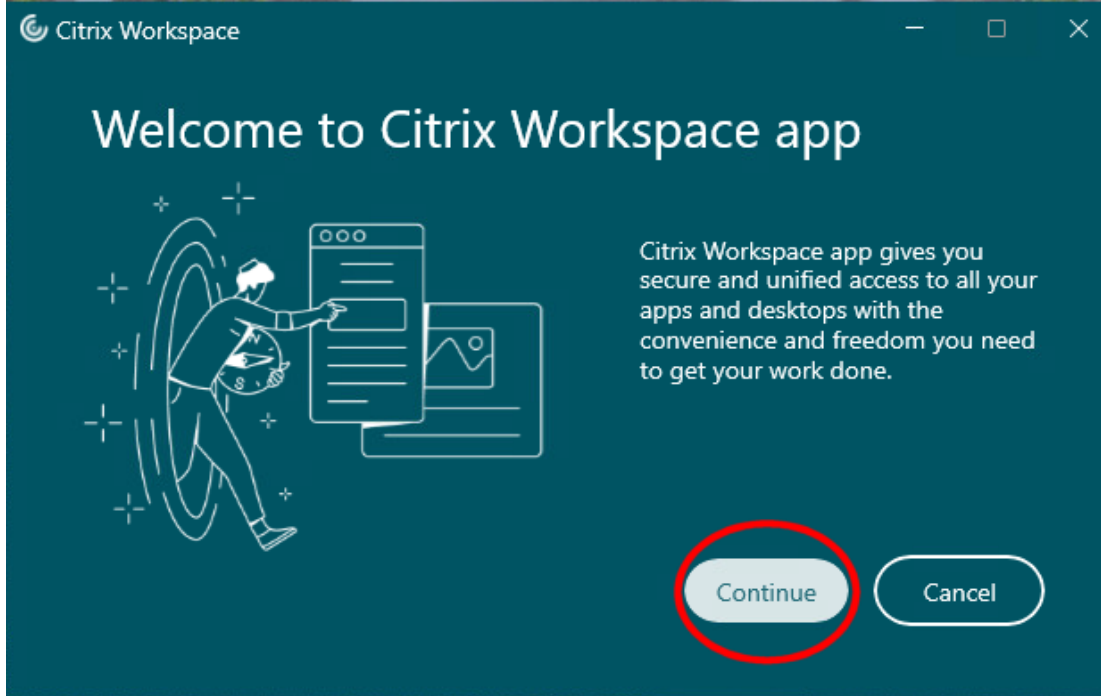 Citrix Workspace
Welcome to Citrix Workspace app
Citrix Workspace app gives you
secure and unified access to all your
apps and desktops with the
convenience and freedom you need
to get your work done.
N
S
Continue
Cancel